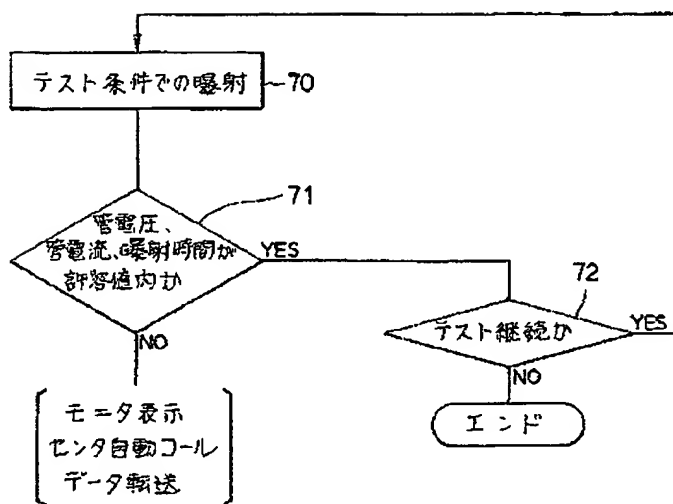 テスト条件での曝射
70
71
管電圧、
管電流、曝射時間が
許容値内か
YES
72
テスト継続か
YES
NO
NO
モニタ表示
センタ自動コール
データ転送
エンド